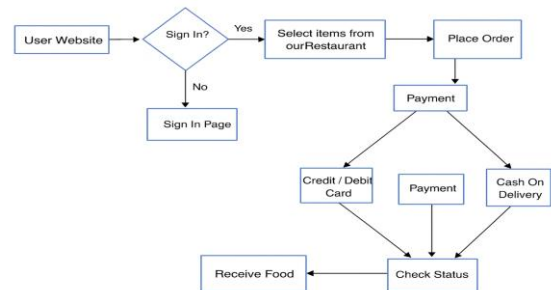 User Website
Sign In?
Yes
Select items from
ourRestaurant
Place Order
No
Sign In Page
Payment
Credit / Debit
Card
Payment
Cash On
Delivery
Receive Food
Check Status